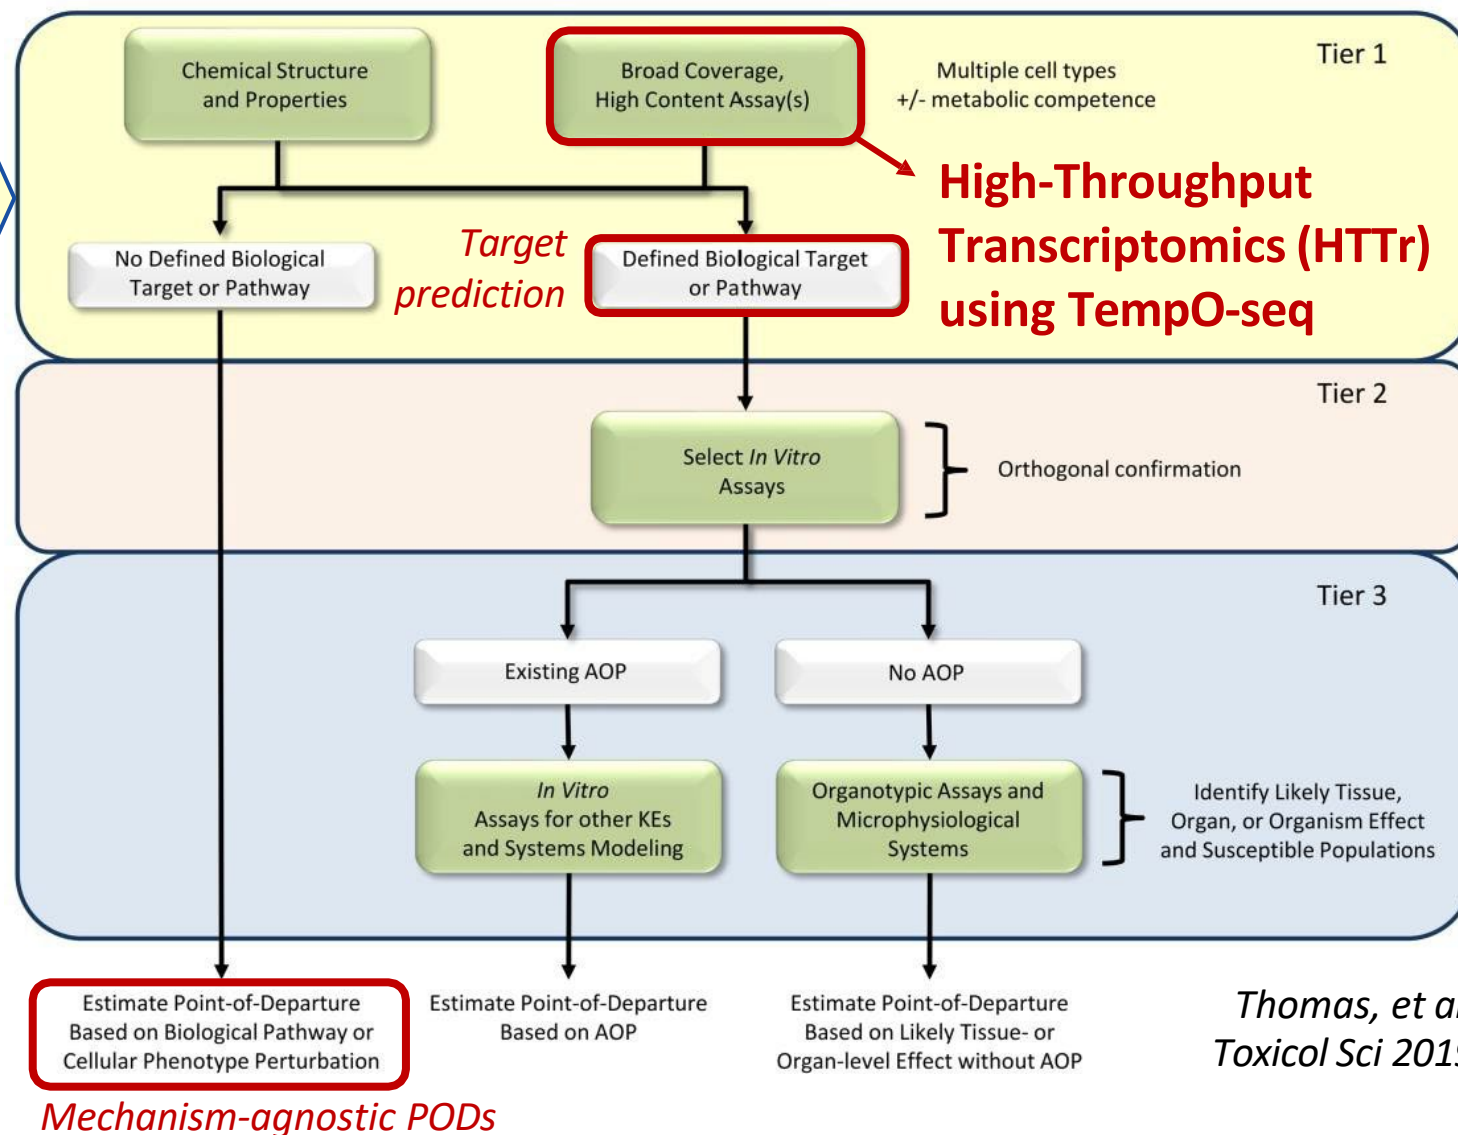 Tier 1
Chemical Structure
and Properties
Broad Coverage,
High Content Assay(s)
Multiple cell types
+/- metabolic competence
High-Throughput
Transcriptomics (HTTr)
using TempO-seq
No Defined Biological
Target or Pathway
Target
prediction
Defined Biological Target
or Pathway
Tier 2
Select In Vitro
Assays
Orthogonal confirmation
Tier 3
Existing AOP
No AOP
In Vitro
Assays for other KEs
and Systems Modeling
Organotypic Assays and
Microphysiological
Systems
Identify Likely Tissue,
Organ, or Organism Effect
and Susceptible Populations
Estimate Point-of-Departure
Based on Biological Pathway or
Cellular Phenotype Perturbation
Estimate Point-of-Departure
Based on AOP
Estimate Point-of-Departure
Based on Likely Tissue- or
Organ-level Effect without AOP
Thomas, et al
Toxicol Sci 2019
Mechanism-agnostic PODs